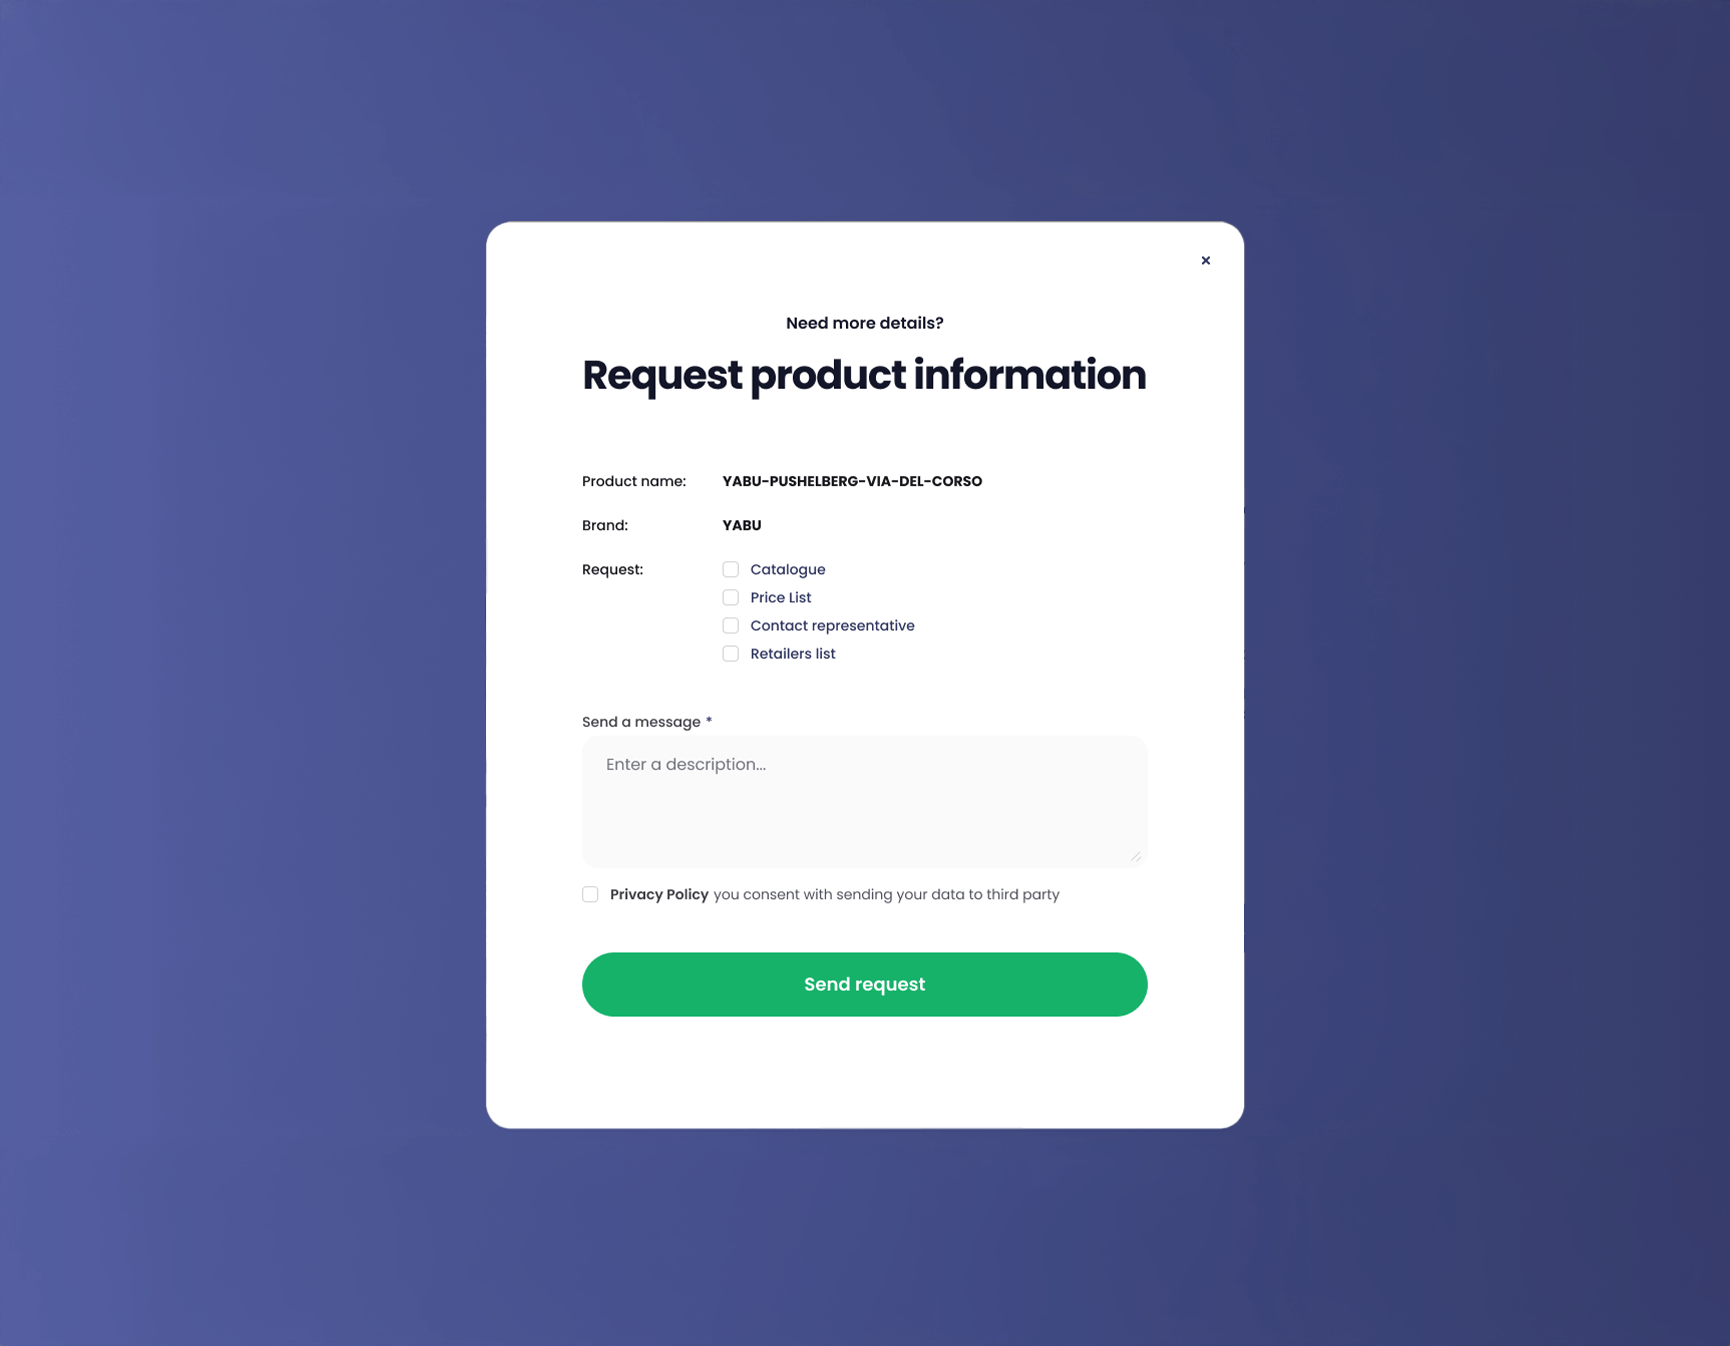 Need more details?
Request product information
Product name: YABU-PUSHELBERG-VIA-DEL-CORSO
Brand: YABU
Request: Catalogue
Price List
Contact representative
Retailers list
Send a message *
Enter a description...
Privacy Policy you consent with sending your data to third party
Send request